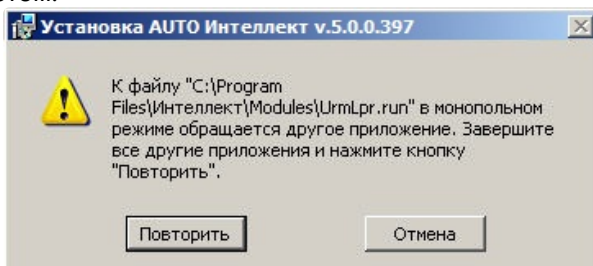 Установка AUTO Интеллект v.5.0.0.397
К файлу "C:\Program
Files\Интеллект\Modules\UrmLpr.run" в монопольном
режиме обращается другое приложение. Завершите
все другие приложения и нажмите кнопку
"Повторить".
Повторить
Отмена